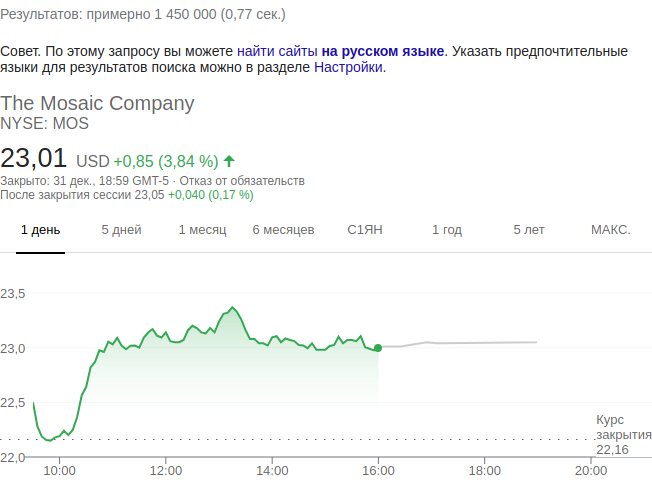 Результатов: примерно 1 450 000 (0,77 сек.)
Совет. По этому запросу вы можете найти сайты на русском языке. Указать предпочтительные
языки для результатов поиска можно в разделе Настройки.
The Mosaic Company
NYSE: MOS
23,01 USD +0,85 (3,84 %)
Закрыто: 31 дек., 18:59 GMT-5 · Отказ от обязательств
После закрытия сессии 23,05 +0,040 (0,17 %)
1 день 5 дней 1 месяц 6 месяцев С1ЯН 1 год 5 лет МАКС.
23,5
23,0
22,5
Курс
закрытия
22,16
22,0
10:00 12:00 14:00 16:00 18:00 20:00